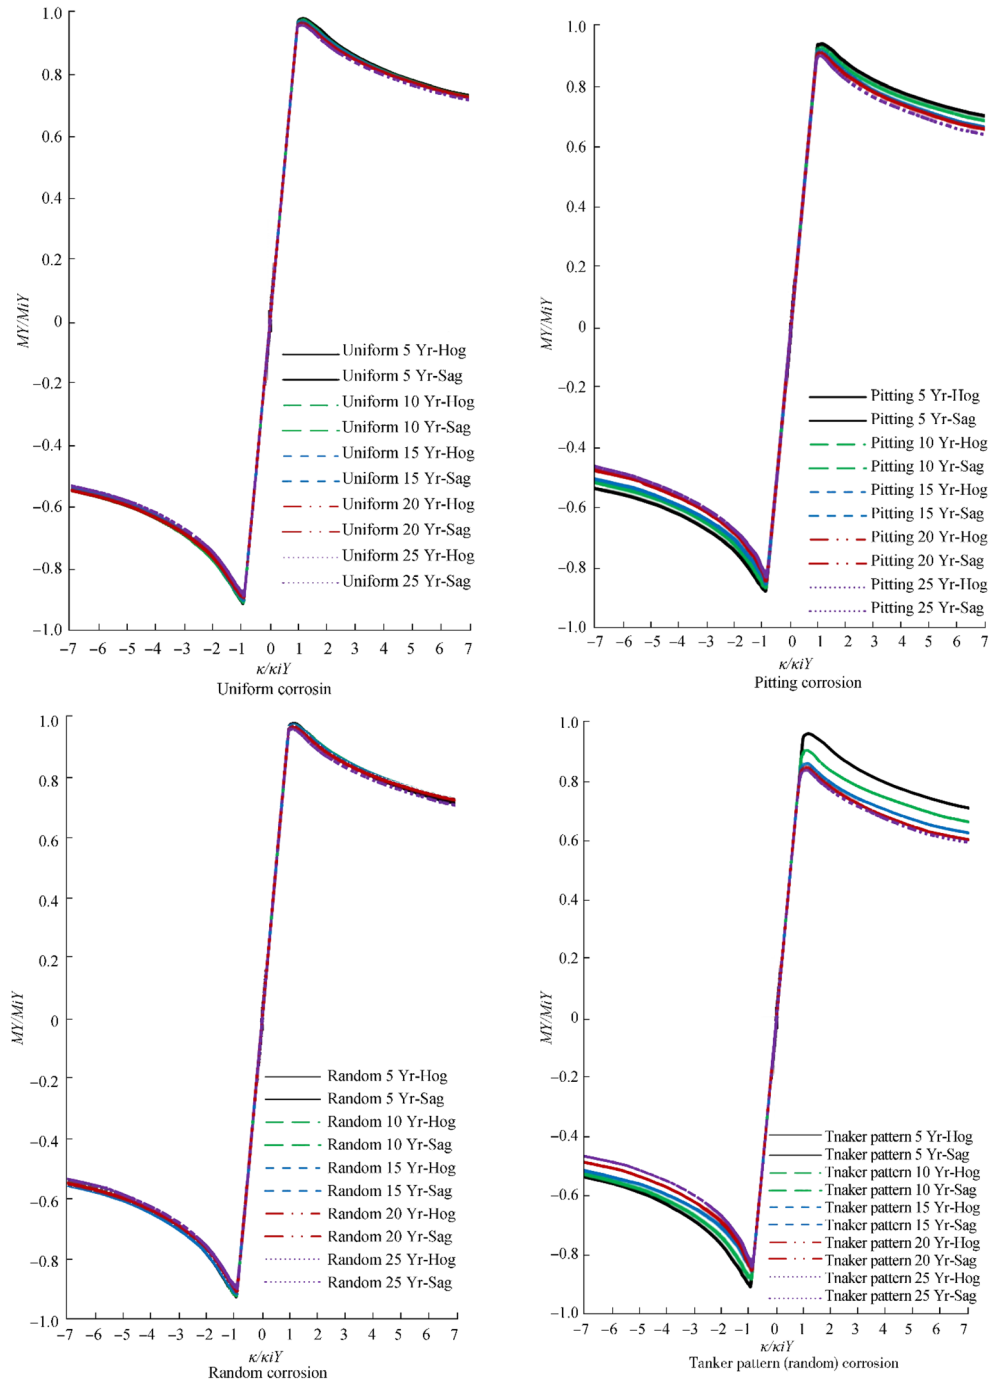 1.0
0.8
0.6
0.4
0.2
0
−0.2
−0.4
−0.6
−0.8
−1.0
MY/MiY
Uniform 5 Yr-Hog
Uniform 5 Yr-Sag
Uniform 10 Yr-Hog
Uniform 10 Yr-Sag
Uniform 15 Yr-Hog
Uniform 15 Yr-Sag
Uniform 20 Yr-Hog
Uniform 20 Yr-Sag
Uniform 25 Yr-Hog
Uniform 25 Yr-Sag
−7 −6 −5 −4 −3 −2 −1 0 1 2 3 4 5 6 7
κ/κiY
Uniform corrosin
1.0
0.8
0.6
0.4
0.2
0
−0.2
−0.4
−0.6
−0.8
−1.0
MY/MiY
Pitting 5 Yr-Hog
Pitting 5 Yr-Sag
Pitting 10 Yr-Hog
Pitting 10 Yr-Sag
Pitting 15 Yr-Hog
Pitting 15 Yr-Sag
Pitting 20 Yr-Hog
Pitting 20 Yr-Sag
Pitting 25 Yr-Hog
Pitting 25 Yr-Sag
−7 −6 −5 −4 −3 −2 −1 0 1 2 3 4 5 6 7
κ/κiY
Pitting corrosion
1.0
0.8
0.6
0.4
0.2
0
−0.2
−0.4
−0.6
−0.8
−1.0
MY/MiY
Random 5 Yr-Hog
Random 5 Yr-Sag
Random 10 Yr-Hog
Random 10 Yr-Sag
Random 15 Yr-Hog
Random 15 Yr-Sag
Random 20 Yr-Hog
Random 20 Yr-Sag
Random 25 Yr-Hog
Random 25 Yr-Sag
−7 −6 −5 −4 −3 −2 −1 0 1 2 3 4 5 6 7
κ/κiY
Random corrosion
1.0
0.8
0.6
0.4
0.2
0
−0.2
−0.4
−0.6
−0.8
−1.0
MY/MiY
Tnaker pattern 5 Yr-Hog
Tnaker pattern 5 Yr-Sag
Tnaker pattern 10 Yr-Hog
Tnaker pattern 10 Yr-Sag
Tnaker pattern 15 Yr-Hog
Tnaker pattern 15 Yr-Sag
Tnaker pattern 20 Yr-Hog
Tnaker pattern 20 Yr-Sag
Tnaker pattern 25 Yr-Hog
Tnaker pattern 25 Yr-Sag
−7 −6 −5 −4 −3 −2 −1 0 1 2 3 4 5 6 7
κ/κiY
Tanker pattern (random) corrosion